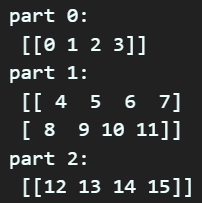 part 0:
[[0 1 2 3]]
part 1:
[[ 4  5  6  7]
[ 8  9 10 11]]
part 2:
[[12 13 14 15]]